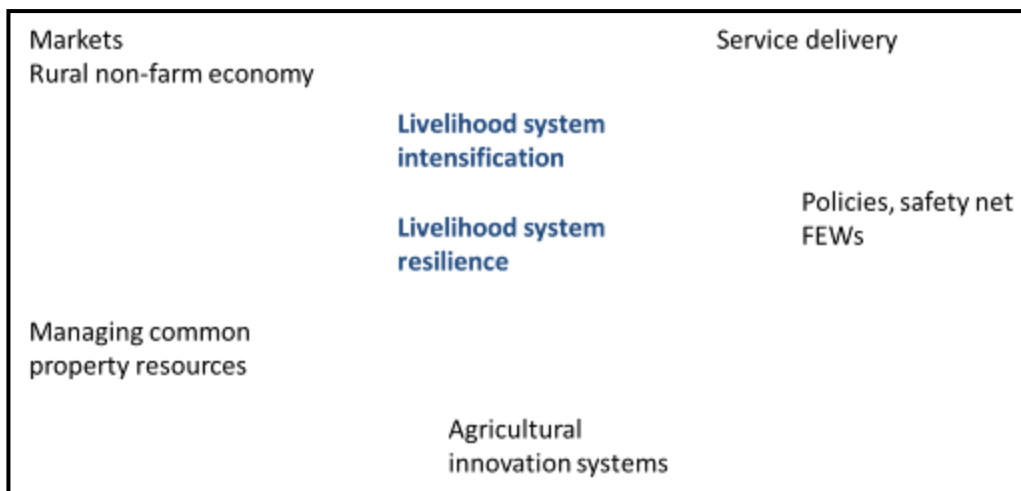 Markets
Rural non-farm economy
Service delivery
Livelihood system
intensification
Policies, safety net
FEWs
Livelihood system
resilience
Managing common
property resources
Agricultural
innovation systems